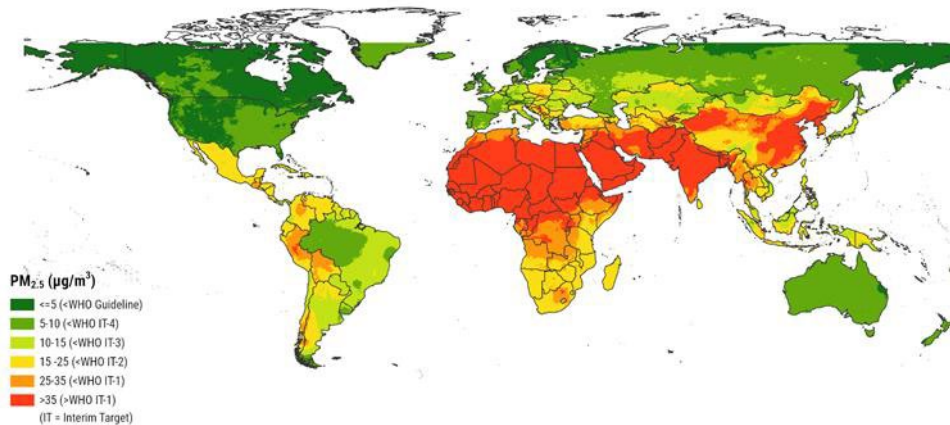 PM₂.₅ (µg/m³)
<=5 (<WHO Guideline)
5-10 (<WHO IT-4)
10-15 (<WHO IT-3)
15 -25 (<WHO IT-2)
25-35 (<WHO IT-1)
>35 (>WHO IT-1)
(IT = Interim Target)